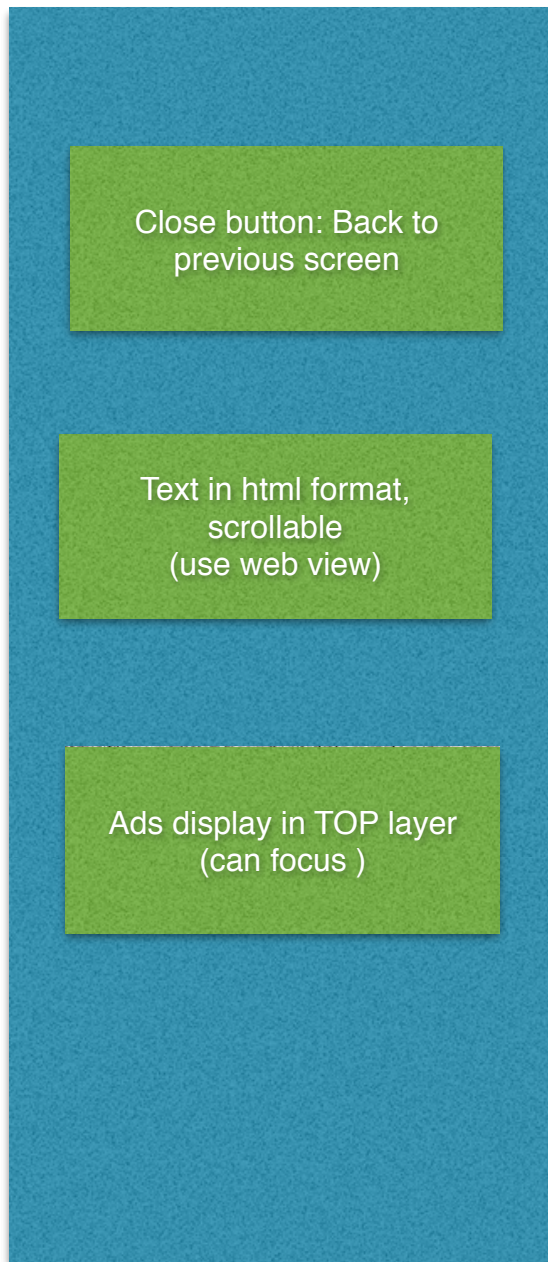 Close button: Back to
previous screen
Text in html format,
scrollable
(use web view)
Ads display in TOP layer
(can focus )